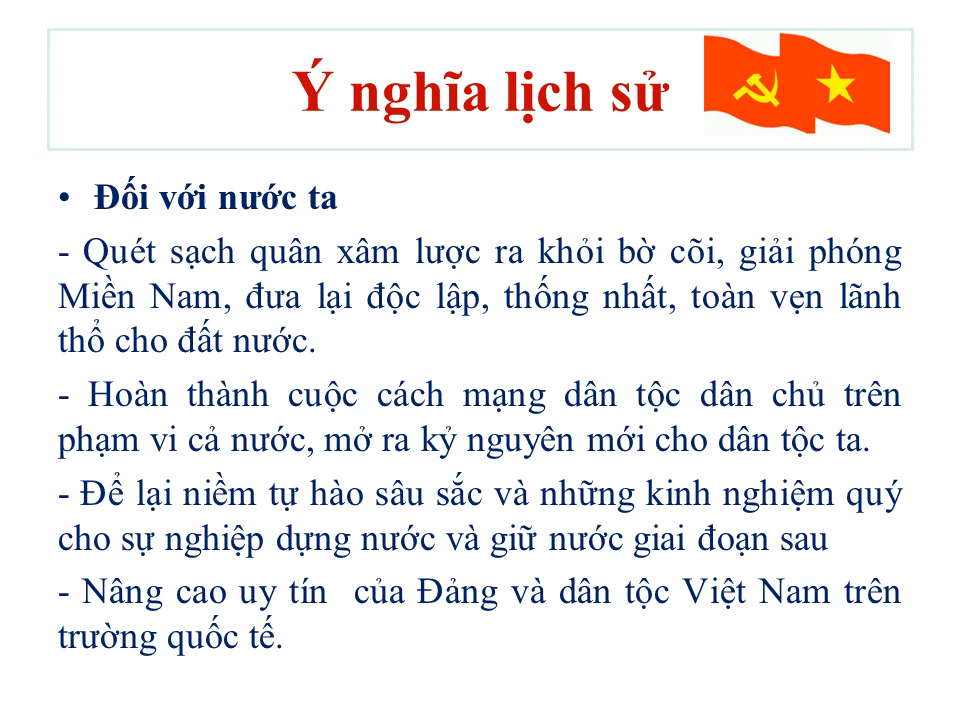 Ý nghĩa lịch sử
• Đối với nước ta
- Quét sạch quân xâm lược ra khỏi bờ cõi, giải phóng
Miền Nam, đưa lại độc lập, thống nhất, toàn vẹn lãnh
thổ cho đất nước.
- Hoàn thành cuộc cách mạng dân tộc dân chủ trên
phạm vi cả nước, mở ra kỷ nguyên mới cho dân tộc ta.
- Để lại niềm tự hào sâu sắc và những kinh nghiệm quý
cho sự nghiệp dựng nước và giữ nước giai đoạn sau
- Nâng cao uy tín  của Đảng và dân tộc Việt Nam trên
trường quốc tế.